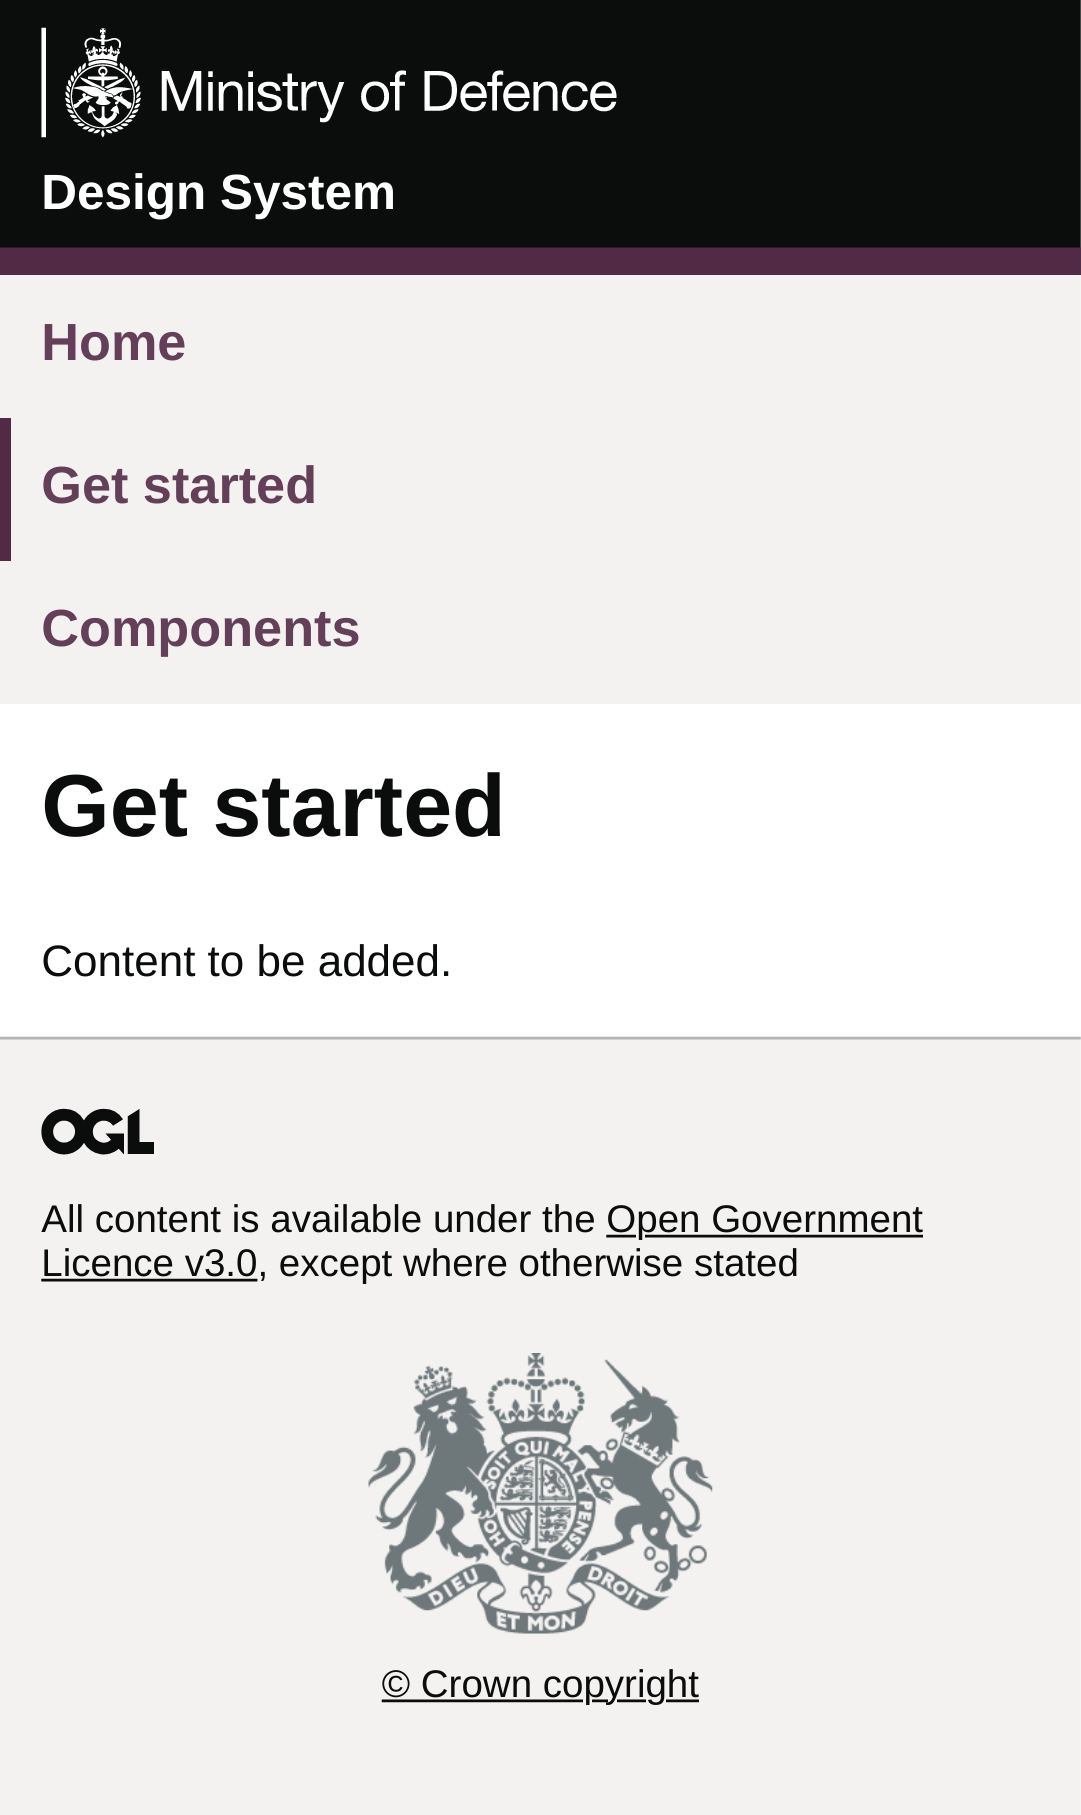 Ministry of Defence
Design System
Home
Get started
Components
Get started
Content to be added.
OGL
All content is available under the Open Government
Licence v3.0, except where otherwise stated
SOIT QUI MAL Y PENSE
HON
DIEU ET MON DROIT
© Crown copyright